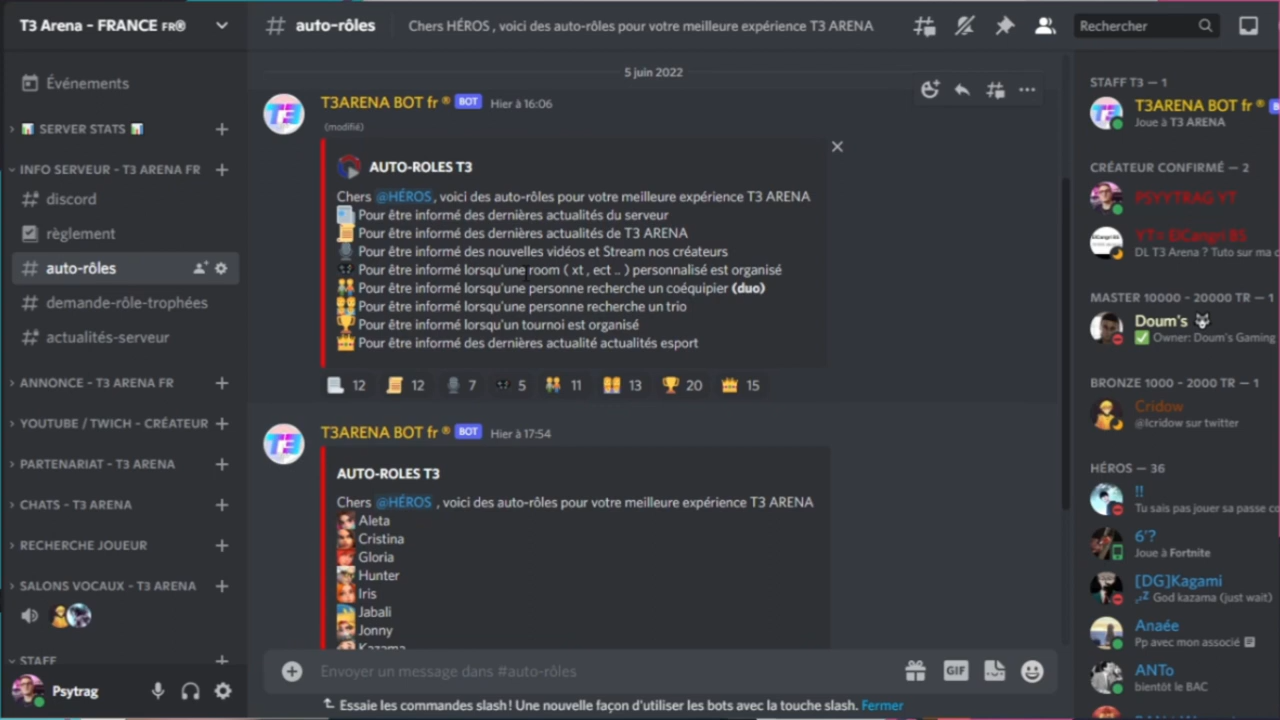 T3 Arena - FRANCE FR®
Événements
SERVER STATS
INFO SERVEUR - T3 ARENA FR
discord
règlement
auto-rôles
demande-rôle-trophées
actualités-serveur
ANNONCE - T3 ARENA FR
YOUTUBE / TWICH - CRÉATEUR
PARTENARIAT - T3 ARENA
CHATS - T3 ARENA
RECHERCHE JOUEUR
SALONS VOCAUX - T3 ARENA
STAFF
Psytrag
auto-rôles
Chers HÉROS , voici des auto-rôles pour votre meilleure expérience T3 ARENA
Rechercher
5 juin 2022
T3ARENA BOT fr ® BOT Hier à 16:06
(modifié)
AUTO-ROLES T3
Chers @HÉROS , voici des auto-rôles pour votre meilleure expérience T3 ARENA
Pour être informé des dernières actualités du serveur
Pour être informé des dernières actualités de T3 ARENA
Pour être informé des nouvelles vidéos et Stream nos créateurs
Pour être informé lorsqu'une room ( xt , ect .. ) personnalisé est organisé
Pour être informé lorsqu'une personne recherche un coéquipier (duo)
Pour être informé lorsqu'une personne recherche un trio
Pour être informé lorsqu'un tournoi est organisé
Pour être informé des dernières actualité actualités esport
12 12 7 5 11 13 20 15
T3ARENA BOT fr ® BOT Hier à 17:54
AUTO-ROLES T3
Chers @HÉROS , voici des auto-rôles pour votre meilleure expérience T3 ARENA
Aleta
Cristina
Gloria
Hunter
Iris
Jabali
Jonny
Kazama
Envoyer un message dans #auto-rôles
GIF
Essaie les commandes slash ! Une nouvelle façon d'utiliser les bots avec la touche slash. Fermer
STAFF T3 — 1
T3ARENA BOT fr ®
Joue à T3 ARENA
CRÉATEUR CONFIRMÉ — 2
PSYYTRAG YT
YT= ElCangri BS
DL T3 Arena ? Tuto sur ma c
MASTER 10000 - 20000 TR — 1
Doum's
Owner: Doum's Gaming
BRONZE 1000 - 2000 TR — 1
Cridow
@lcridow sur twitter
HÉROS — 36
!!
Tu sais pas jouer sa passe co
6'?
Joue à Fortnite
[DG]Kagami
God kazama (just wait)
Anaée
Pp avec mon associé
ANTo
bientôt le BAC